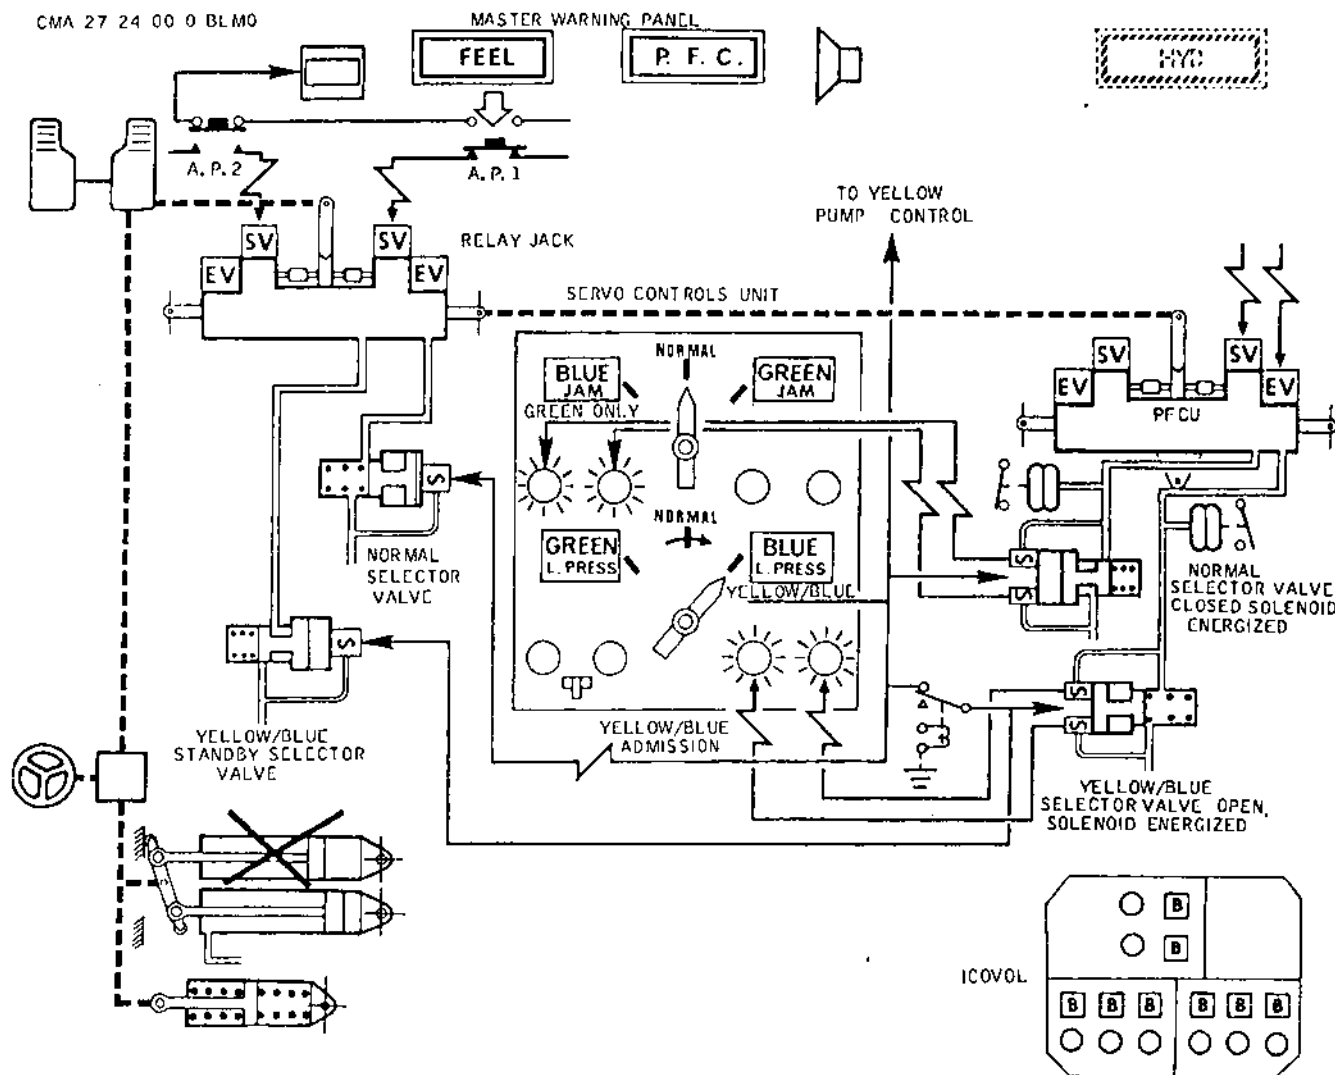 CMA 27 24 00 0 BLM0
MASTER WARNING PANEL
FEEL
P. F. C.
HYD
A.P.2
A.P.1
TO YELLOW
PUMP CONTROL
SV
SV
RELAY JACK
EV
EV
SERVO CONTROLS UNIT
NORMAL
BLUE
JAM
GREEN
JAM
GREEN ONLY
SV
SV
EV
EV
PFCU
S
NORMAL
SELECTOR
VALVE
NORMAL
GREEN
L. PRESS
BLUE
L. PRESS
YELLOW/BLUE
S
S
NORMAL
SELECTOR VALVE
CLOSED SOLENOID
ENERGIZED
S
YELLOW/BLUE
STANDBY SELECTOR
VALVE
YELLOW/BLUE
ADMISSION
S
S
YELLOW/BLUE
SELECTOR VALVE OPEN,
SOLENOID ENERGIZED
ICOVOL
B
B
B B B B B B